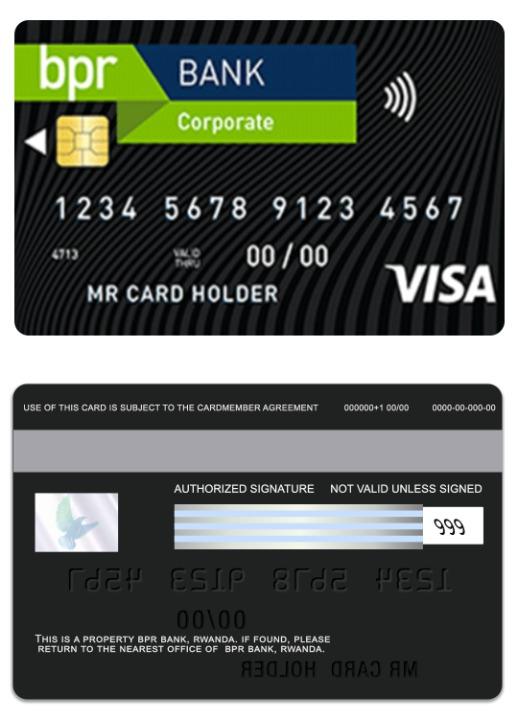 bpr BANK
Corporate
1234 5678 9123 4567
4713 VALID THRU 00/00
MR CARD HOLDER
VISA
USE OF THIS CARD IS SUBJECT TO THE CARDMEMBER AGREEMENT 000000+1 00/00 0000-00-000-00
AUTHORIZED SIGNATURE NOT VALID UNLESS SIGNED
999
1234 5678 9123 4567
00/00
THIS IS A PROPERTY BPR BANK, RWANDA. IF FOUND, PLEASE
RETURN TO THE NEAREST OFFICE OF BPR BANK, RWANDA.
MR CARD HOLDER